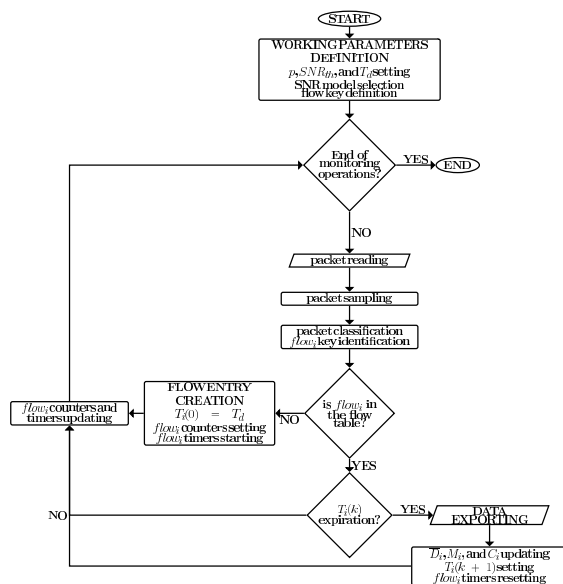 START
WORKING PARAMETERS
DEFINITION
p, SNR_th, and T_d setting
SNR model selection
flow key definition
End of
monitoring
operations?
YES
END
NO
packet reading
packet sampling
packet classification
flow_i key identification
is flow_i in
the flow
table?
NO
FLOW ENTRY
CREATION
T_i(0) = T_d
flow_i counters setting
flow_i timers starting
flow_i counters and
timers updating
YES
T_i(k)
expiration?
NO
YES
DATA
EXPORTING
D̅_i, M_i, and C_i updating
T_i(k + 1) setting
flow_i timers resetting